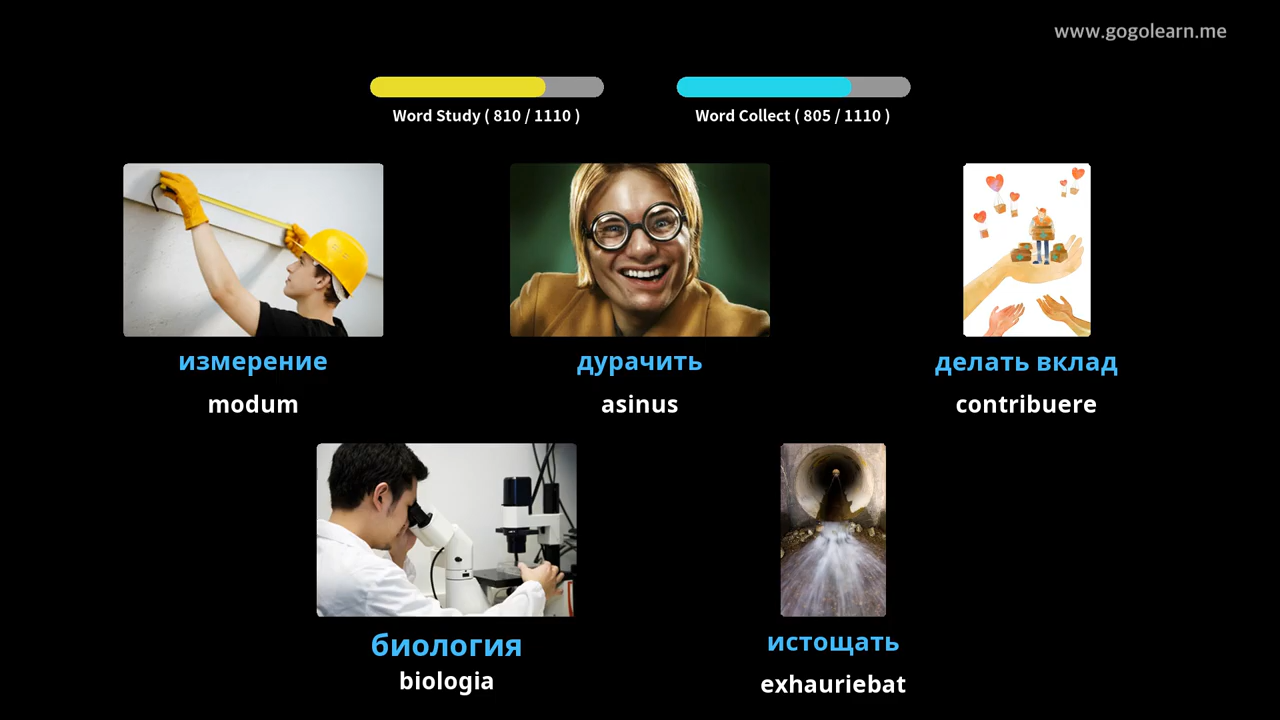 www.gogolearn.me
Word Study ( 810 / 1110 )
Word Collect ( 805 / 1110 )
измерение
дурачить
делать вклад
modum
asinus
contribuere
биология
истощать
biologia
exhauriebat